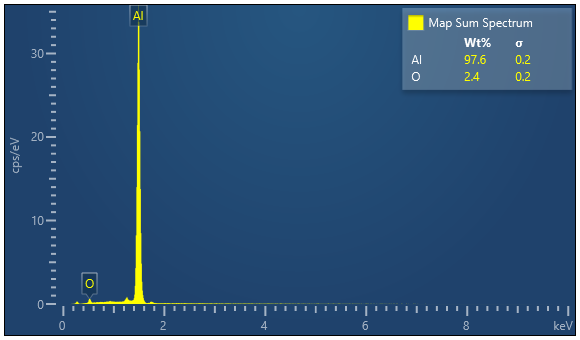 Al
Map Sum Spectrum
Wt% σ
Al 97.6 0.2
O 2.4 0.2
30
20
cps/eV
10
O
0
0 2 4 6 8 keV